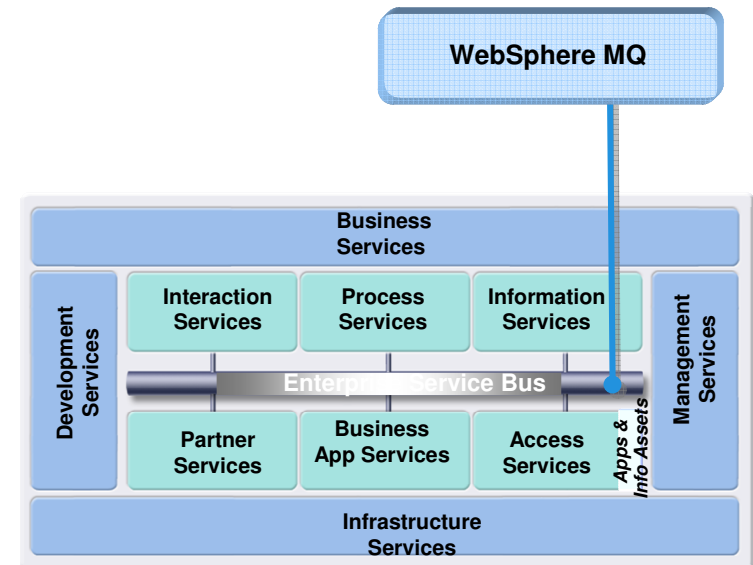 WebSphere MQ
Business
Services
Development
Services
Interaction
Services
Process
Services
Information
Services
Management
Services
Enterprise Service Bus
Partner
Services
Business
App Services
Access
Services
Apps &
Info Assets
Infrastructure
Services